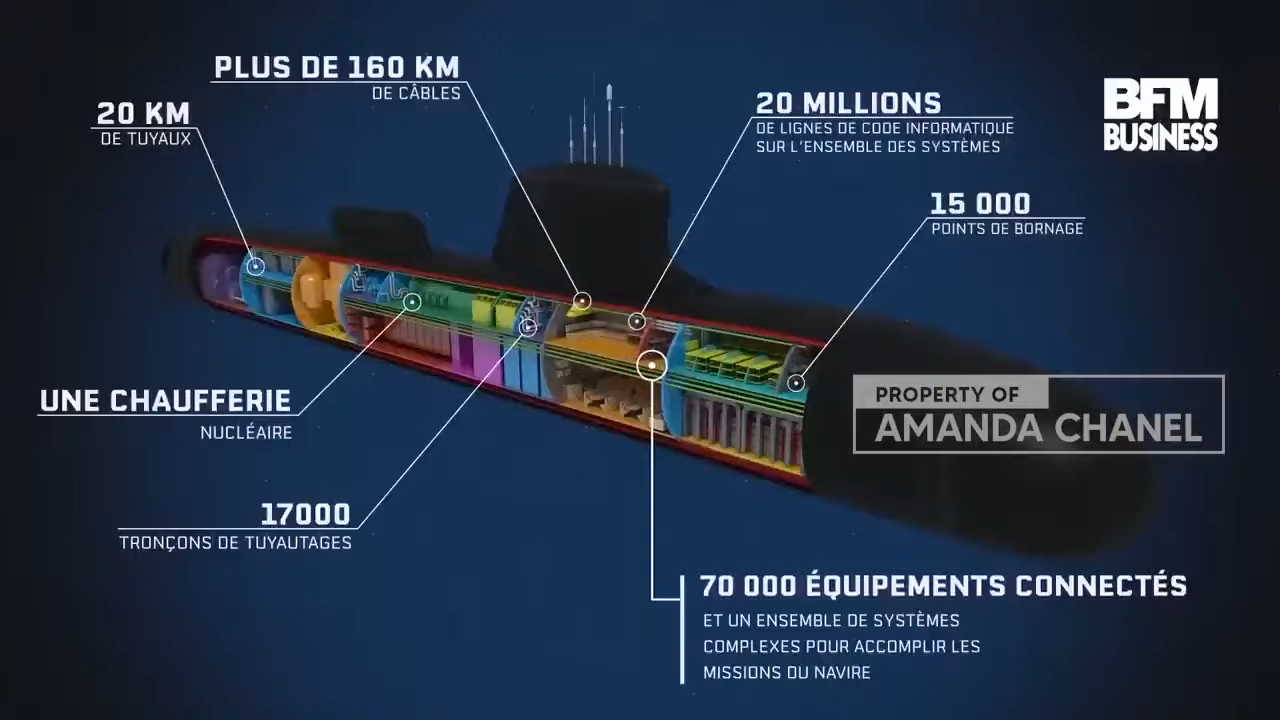 PLUS DE 160 KM
DE CÂBLES
20 KM
DE TUYAUX
20 MILLIONS
DE LIGNES DE CODE INFORMATIQUE
SUR L'ENSEMBLE DES SYSTÈMES
BFM
BUSINESS
15 000
POINTS DE BORNAGE
UNE CHAUFFERIE
NUCLÉAIRE
PROPERTY OF
AMANDA CHANEL
17000
TRONÇONS DE TUYAUTAGES
70 000 ÉQUIPEMENTS CONNECTÉS
ET UN ENSEMBLE DE SYSTÈMES
COMPLEXES POUR ACCOMPLIR LES
MISSIONS DU NAVIRE